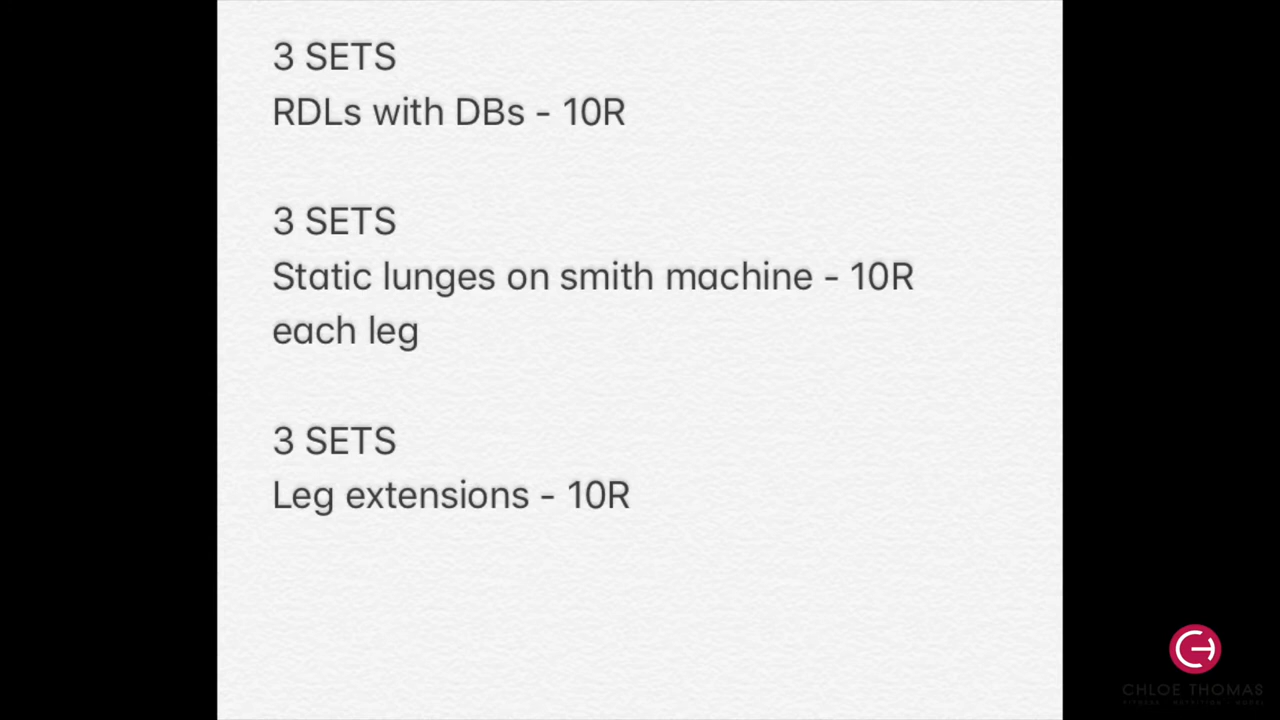 3 SETS
RDLs with DBs - 10R
3 SETS
Static lunges on smith machine - 10R
each leg
3 SETS
Leg extensions - 10R
CHLOE THOMAS